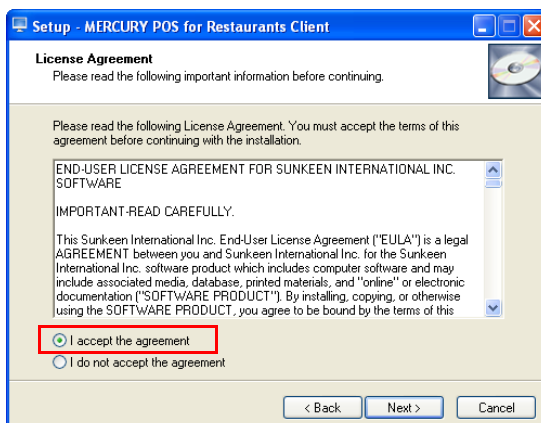 Setup - MERCURY POS for Restaurants Client
License Agreement
Please read the following important information before continuing.
Please read the following License Agreement. You must accept the terms of this
agreement before continuing with the installation.
END-USER LICENSE AGREEMENT FOR SUNKEEN INTERNATIONAL INC.
SOFTWARE
IMPORTANT-READ CAREFULLY.
This Sunkeen International Inc. End-User License Agreement ("EULA") is a legal
AGREEMENT between you and Sunkeen International Inc. for the Sunkeen
International Inc. software product which includes computer software and may
include associated media, database, printed materials, and "online" or electronic
documentation ("SOFTWARE PRODUCT"). By installing, copying, or otherwise
using the SOFTWARE PRODUCT, you agree to be bound by the terms of this
I accept the agreement
I do not accept the agreement
< Back
Next >
Cancel